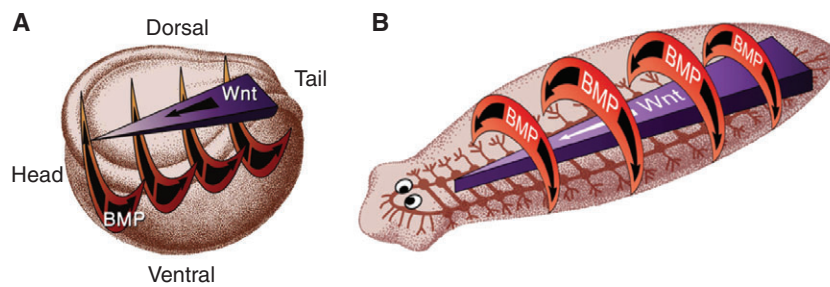 A
Dorsal
Wnt
Tail
Head
BMP
Ventral
B
BMP
BMP
BMP
BMP
Wnt